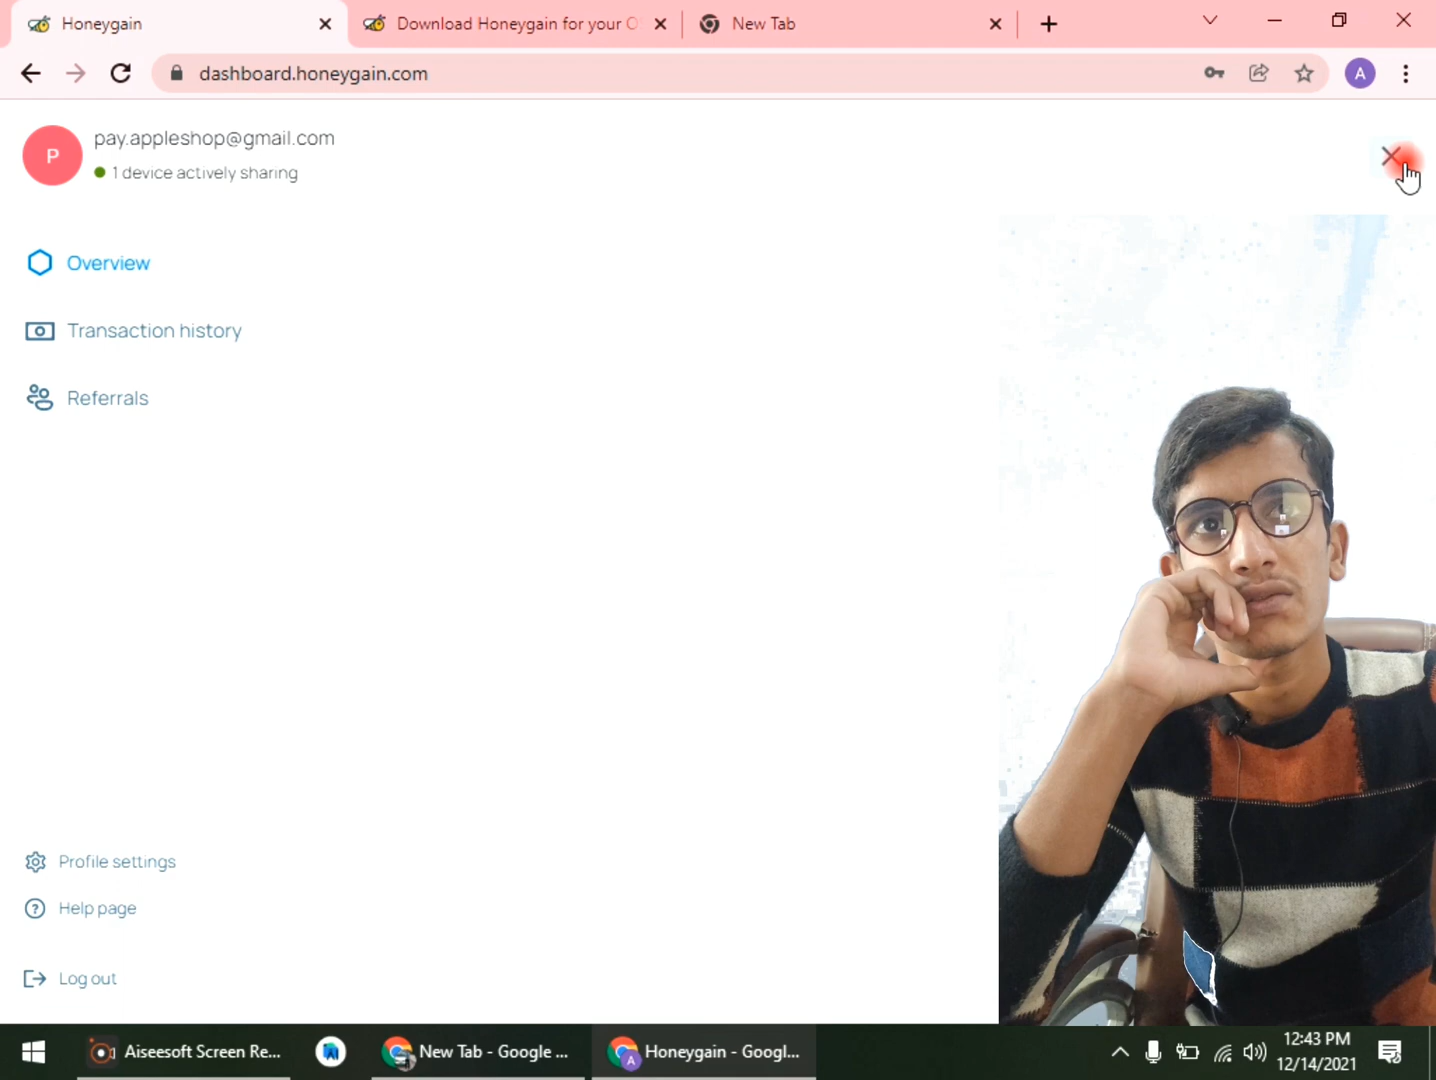 Honeygain
Download Honeygain for your O
New Tab
dashboard.honeygain.com
A
P
pay.appleshop@gmail.com
1 device actively sharing
Overview
Transaction history
Referrals
Profile settings
Help page
Log out
Aiseesoft Screen Re...
New Tab - Google ...
A
Honeygain - Googl...
12:43 PM
12/14/2021